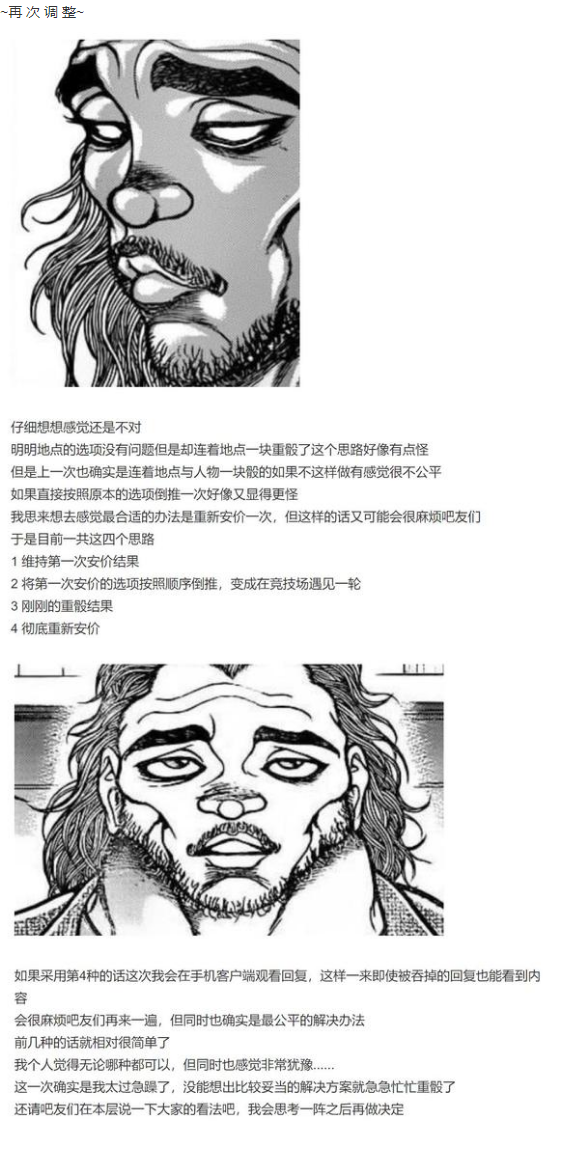 ~再次调整~
仔细想想感觉还是不对
明明地点的选项没有问题但是却连着地点一块重骰了这个思路好像有点怪
但是上一次也确实是连着地点与人物一块骰的如果不这样做有感觉很不公平
如果直接按照原本的选项倒推一次好像又显得更怪
我思来想去感觉最合适的办法是重新安价一次，但这样的话又可能会很麻烦吧友们
于是目前一共这四个思路
1 维持第一次安价结果
2 将第一次安价的选项按照顺序倒推，变成在竞技场遇见一轮
3 刚刚的重骰结果
4 彻底重新安价
如果采用第4种的话这次我会在手机客户端观看回复，这样一来即使被吞掉的回复也能看到内
容
会很麻烦吧友们再来一遍，但同时也确实是最公平的解决办法
前几种的话就相对很简单了
我个人觉得无论哪种都可以，但同时也感觉非常犹豫......
这一次确实是我太过急躁了，没能想出比较妥当的解决方案就急急忙忙重骰了
还请吧友们在本层说一下大家的看法吧，我会思考一阵之后再做决定